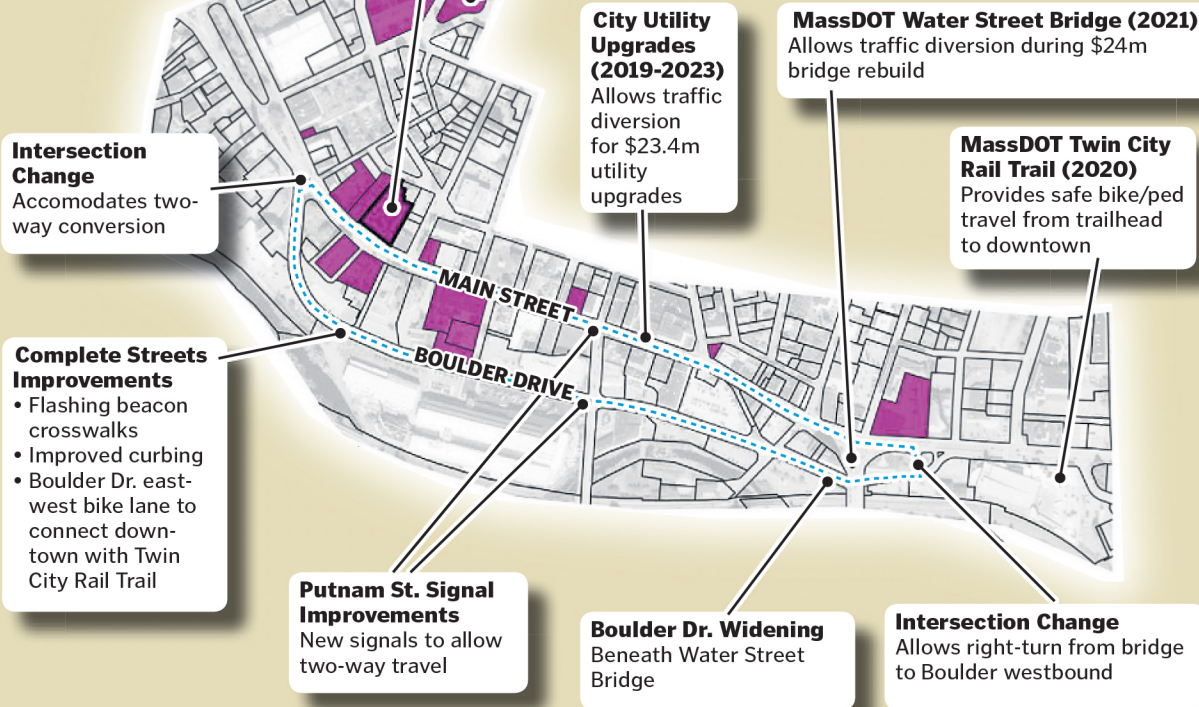 City Utility
Upgrades
(2019-2023)
Allows traffic
diversion
for $23.4m
utility
upgrades
MassDOT Water Street Bridge (2021)
Allows traffic diversion during $24m
bridge rebuild
Intersection
Change
Accomodates two-
way conversion
MassDOT Twin City
Rail Trail (2020)
Provides safe bike/ped
travel from trailhead
to downtown
MAIN STREET
BOULDER DRIVE
Complete Streets
Improvements
• Flashing beacon
crosswalks
• Improved curbing
• Boulder Dr. east-
west bike lane to
connect down-
town with Twin
City Rail Trail
Putnam St. Signal
Improvements
New signals to allow
two-way travel
Boulder Dr. Widening
Beneath Water Street
Bridge
Intersection Change
Allows right-turn from bridge
to Boulder westbound